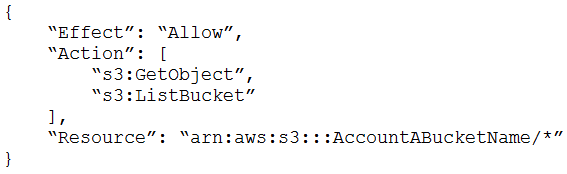 {
    “Effect”: “Allow”,
    “Action”: [
        “s3:GetObject”,
        “s3:ListBucket”
    ],
    “Resource”: “arn:aws:s3:::AccountABucketName/*”
}